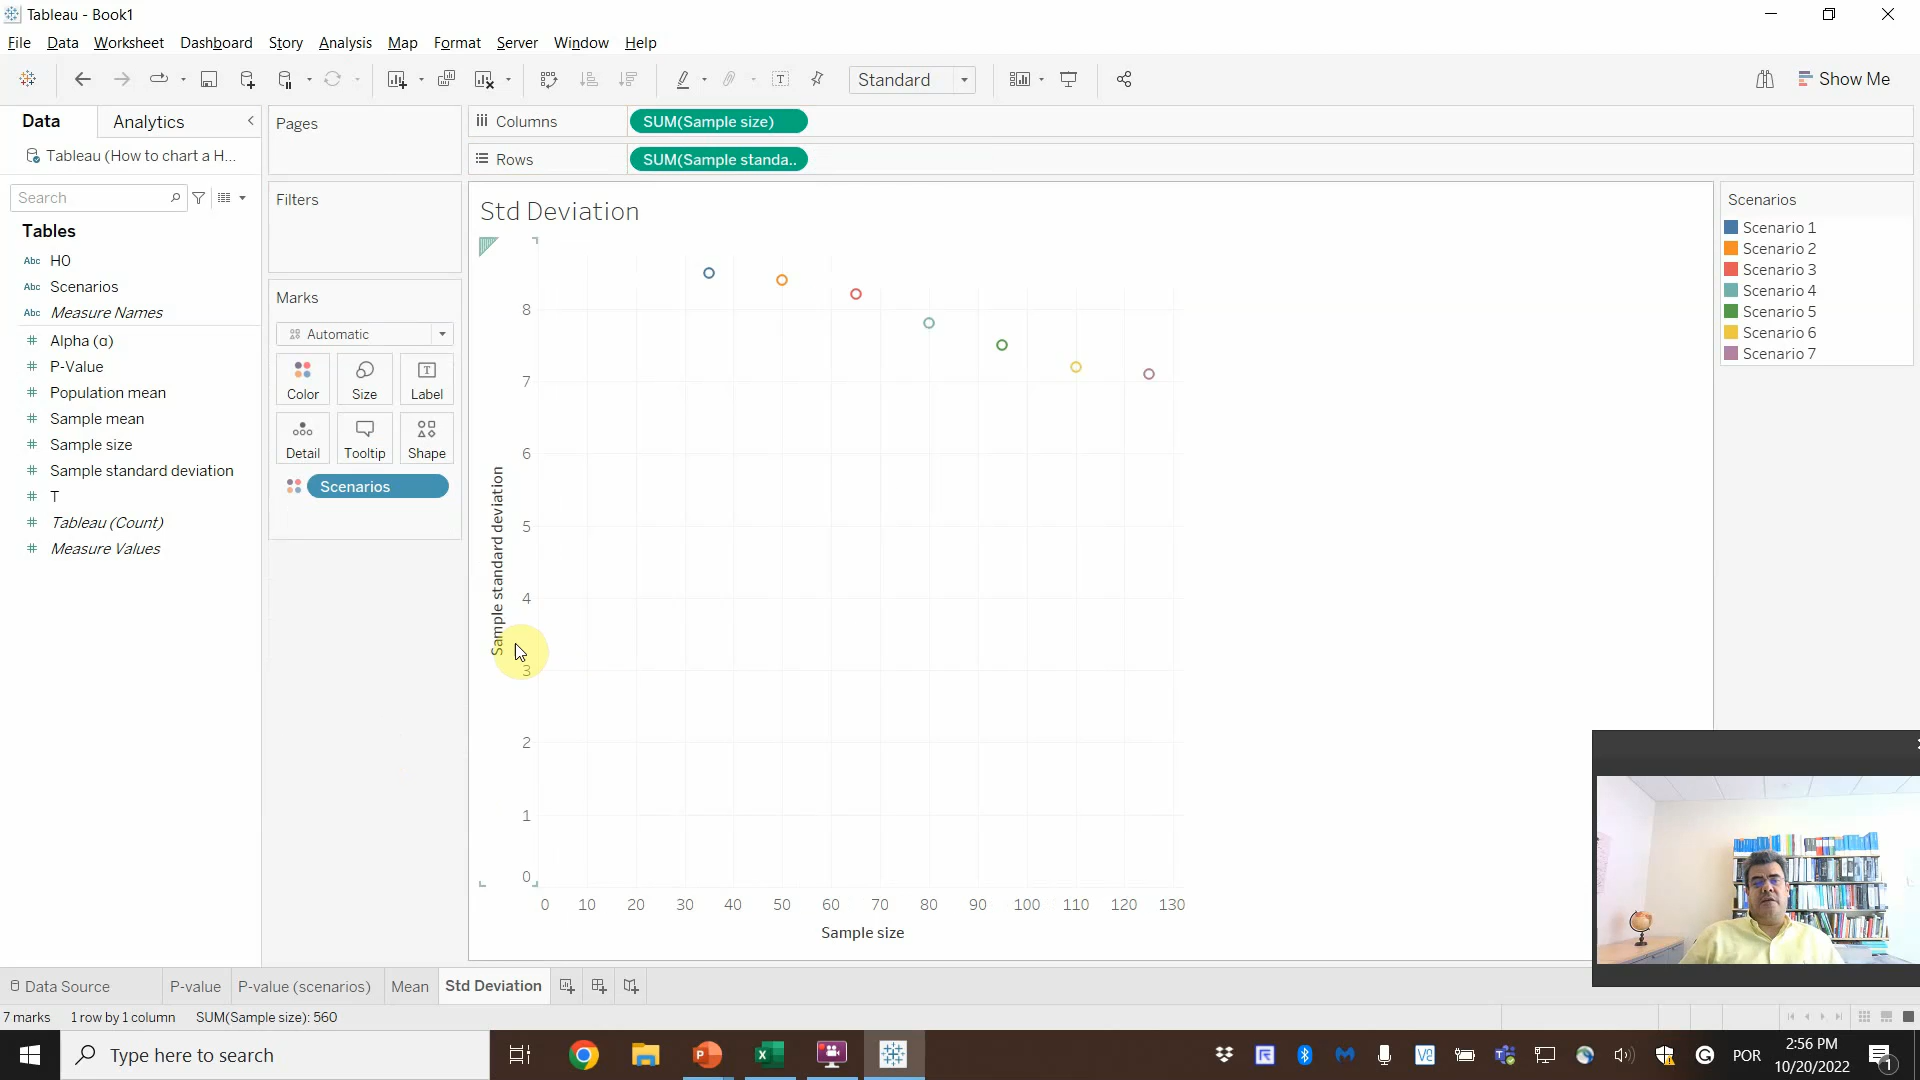 Tableau - Book1
File Data Worksheet Dashboard Story Analysis Map Format Server Window Help
Standard
Show Me
Data Analytics
Tableau (How to chart a H...
Search
Tables
Abc H0
Abc Scenarios
Abc Measure Names
# Alpha (α)
# P-Value
# Population mean
# Sample mean
# Sample size
# Sample standard deviation
# T
# Tableau (Count)
# Measure Values
Pages
Filters
Marks
Automatic
Color Size Label
Detail Tooltip Shape
Scenarios
Columns SUM(Sample size)
Rows SUM(Sample standa..
Std Deviation
Sample standard deviation
8
7
6
5
4
3
2
1
0
0 10 20 30 40 50 60 70 80 90 100 110 120 130
Sample size
Scenarios
Scenario 1
Scenario 2
Scenario 3
Scenario 4
Scenario 5
Scenario 6
Scenario 7
Data Source P-value P-value (scenarios) Mean Std Deviation
7 marks 1 row by 1 column SUM(Sample size): 560
Type here to search
POR
2:56 PM
10/20/2022
1